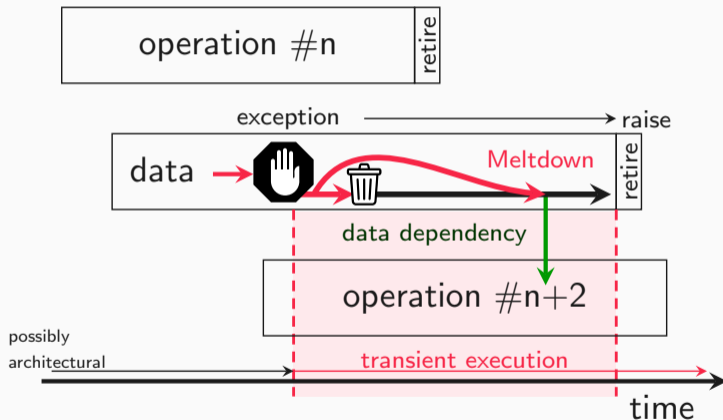 operation #n
retire
exception
raise
data
Meltdown
retire
data dependency
operation #n+2
possibly
architectural
transient execution
time